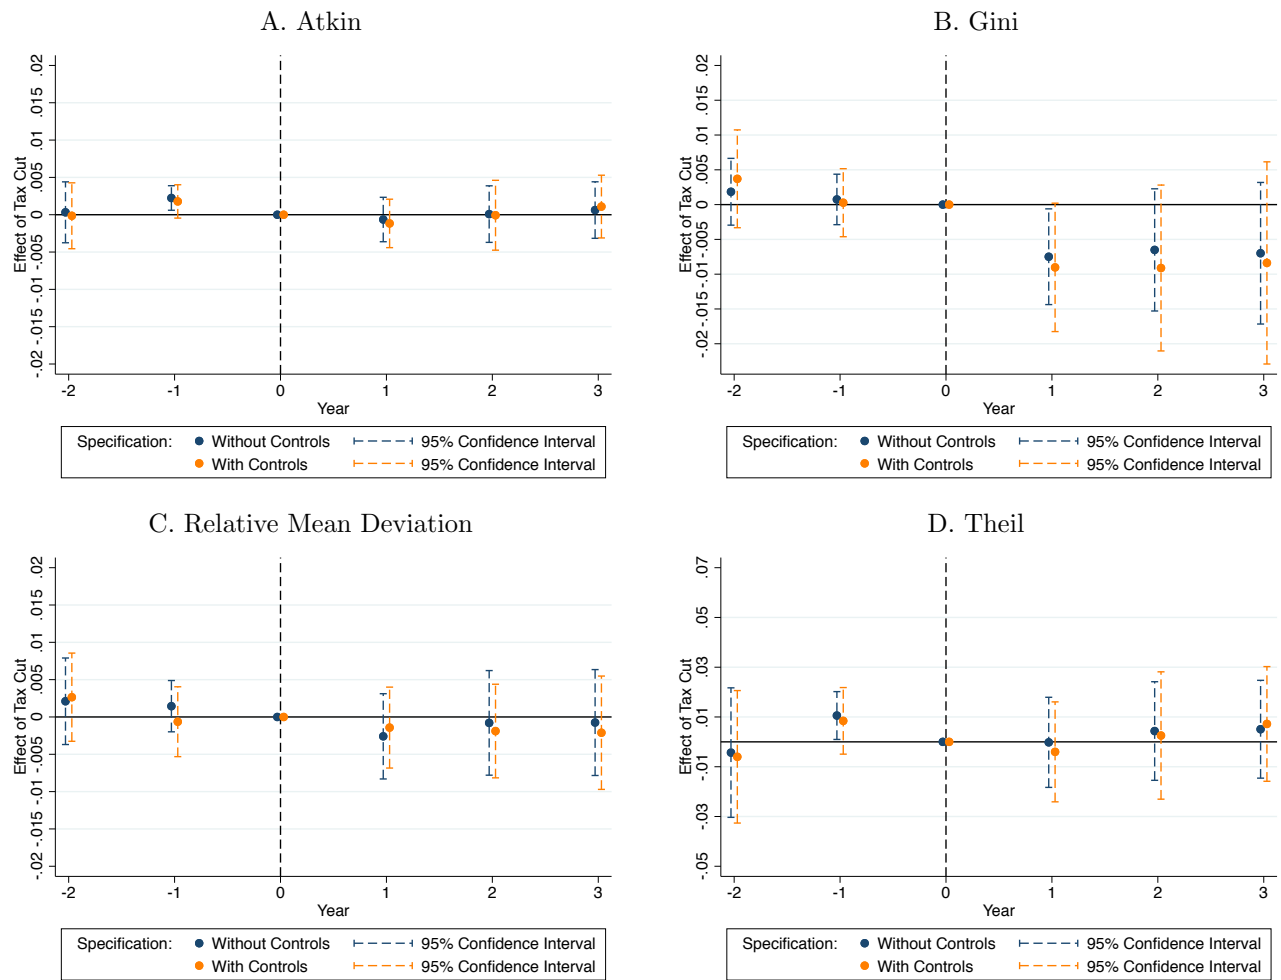 A. Atkin
Effect of Tax Cut
.02
.015
.01
.005
0
-.005
-.01
-.015
-.02
-2 -1 0 1 2 3
Year
Specification: Without Controls 95% Confidence Interval
With Controls 95% Confidence Interval
B. Gini
Effect of Tax Cut
.02
.015
.01
.005
0
-.005
-.01
-.015
-.02
-2 -1 0 1 2 3
Year
Specification: Without Controls 95% Confidence Interval
With Controls 95% Confidence Interval
C. Relative Mean Deviation
Effect of Tax Cut
.02
.015
.01
.005
0
-.005
-.01
-.015
-.02
-2 -1 0 1 2 3
Year
Specification: Without Controls 95% Confidence Interval
With Controls 95% Confidence Interval
D. Theil
Effect of Tax Cut
.07
.05
.03
.01
-.01
-.03
-.05
-2 -1 0 1 2 3
Year
Specification: Without Controls 95% Confidence Interval
With Controls 95% Confidence Interval